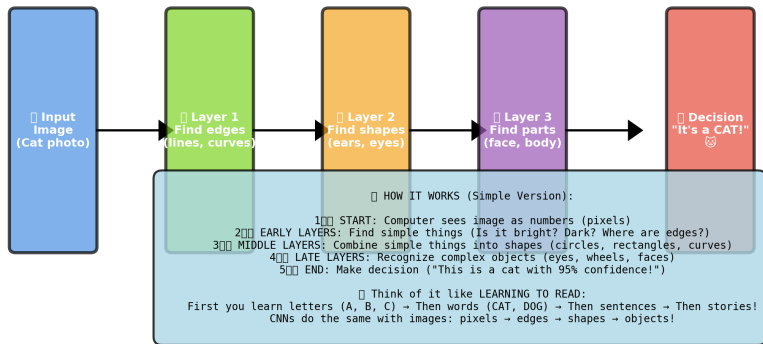 ▯ Input
Image
(Cat photo)
▯ Layer 1
Find edges
(lines, curves)
▯ Layer 2
Find shapes
(ears, eyes)
▯ Layer 3
Find parts
(face, body)
▯ Decision
"It's a CAT!"
🐱
▯ HOW IT WORKS (Simple Version):
1▯▯ START: Computer sees image as numbers (pixels)
2▯▯ EARLY LAYERS: Find simple things (Is it bright? Dark? Where are edges?)
3▯▯ MIDDLE LAYERS: Combine simple things into shapes (circles, rectangles, curves)
4▯▯ LATE LAYERS: Recognize complex objects (eyes, wheels, faces)
5▯▯ END: Make decision ("This is a cat with 95% confidence!")
▯ Think of it like LEARNING TO READ:
First you learn letters (A, B, C) → Then words (CAT, DOG) → Then sentences → Then stories!
CNNs do the same with images: pixels → edges → shapes → objects!